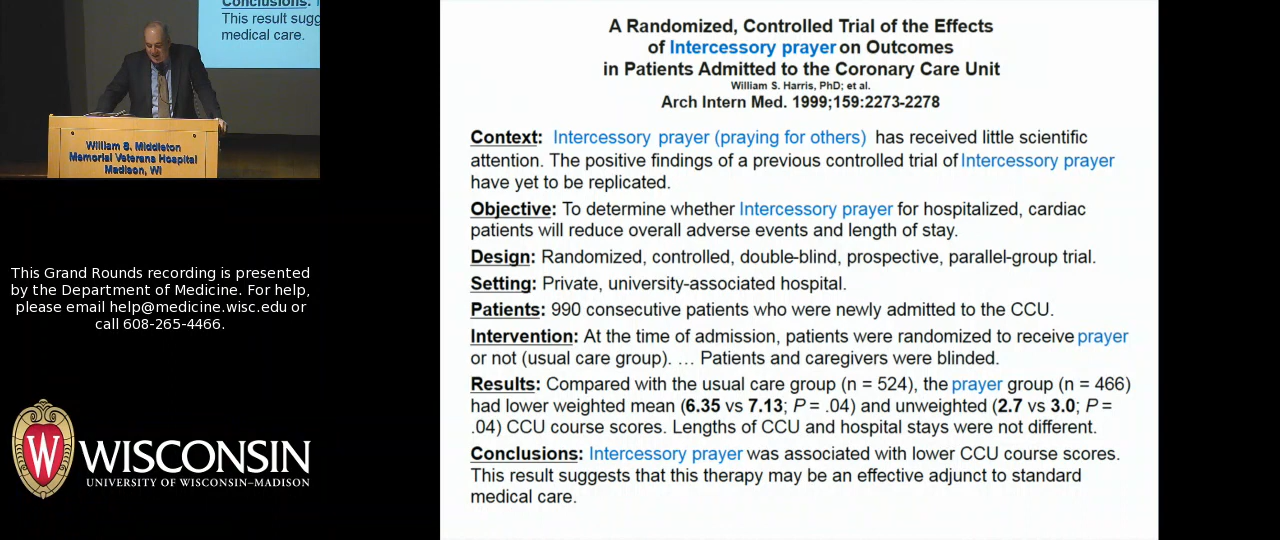 Conclusions:
This result sugg
medical care.
William S. Middleton
Memorial Veterans Hospital
Madison, WI
This Grand Rounds recording is presented
by the Department of Medicine. For help,
please email help@medicine.wisc.edu or
call 608-265-4466.
W
WISCONSIN
UNIVERSITY OF WISCONSIN–MADISON
A Randomized, Controlled Trial of the Effects
of Intercessory prayer on Outcomes
in Patients Admitted to the Coronary Care Unit
William S. Harris, PhD; et al.
Arch Intern Med. 1999;159:2273-2278
Context: Intercessory prayer (praying for others) has received little scientific
attention. The positive findings of a previous controlled trial of Intercessory prayer
have yet to be replicated.
Objective: To determine whether Intercessory prayer for hospitalized, cardiac
patients will reduce overall adverse events and length of stay.
Design: Randomized, controlled, double-blind, prospective, parallel-group trial.
Setting: Private, university-associated hospital.
Patients: 990 consecutive patients who were newly admitted to the CCU.
Intervention: At the time of admission, patients were randomized to receive prayer
or not (usual care group). … Patients and caregivers were blinded.
Results: Compared with the usual care group (n = 524), the prayer group (n = 466)
had lower weighted mean (6.35 vs 7.13; P = .04) and unweighted (2.7 vs 3.0; P =
.04) CCU course scores. Lengths of CCU and hospital stays were not different.
Conclusions: Intercessory prayer was associated with lower CCU course scores.
This result suggests that this therapy may be an effective adjunct to standard
medical care.